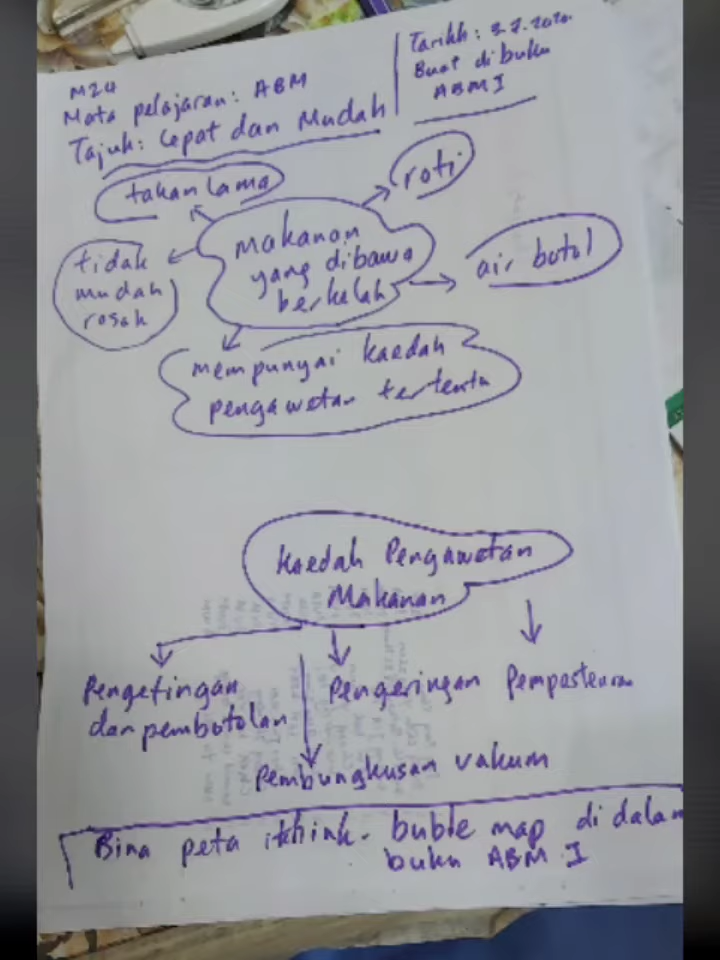 M24
Mata pelajaran: ABM
Tajuk: Cepat dan Mudah
Tarikh: 3.7.2020
Buat di buku
ABM I
tahan lama
roti
makanan
yang dibawa
berkelah
tidak
mudah
rosak
air botol
mempunyai kaedah
pengawetan tertentu
Kaedah Pengawetan
Makanan
Pengetingan
dan pembotolan
Pengeringan
Pempasteuran
Pembungkusan vakum
Bina peta ithink. buble map di dalam
buku ABM I